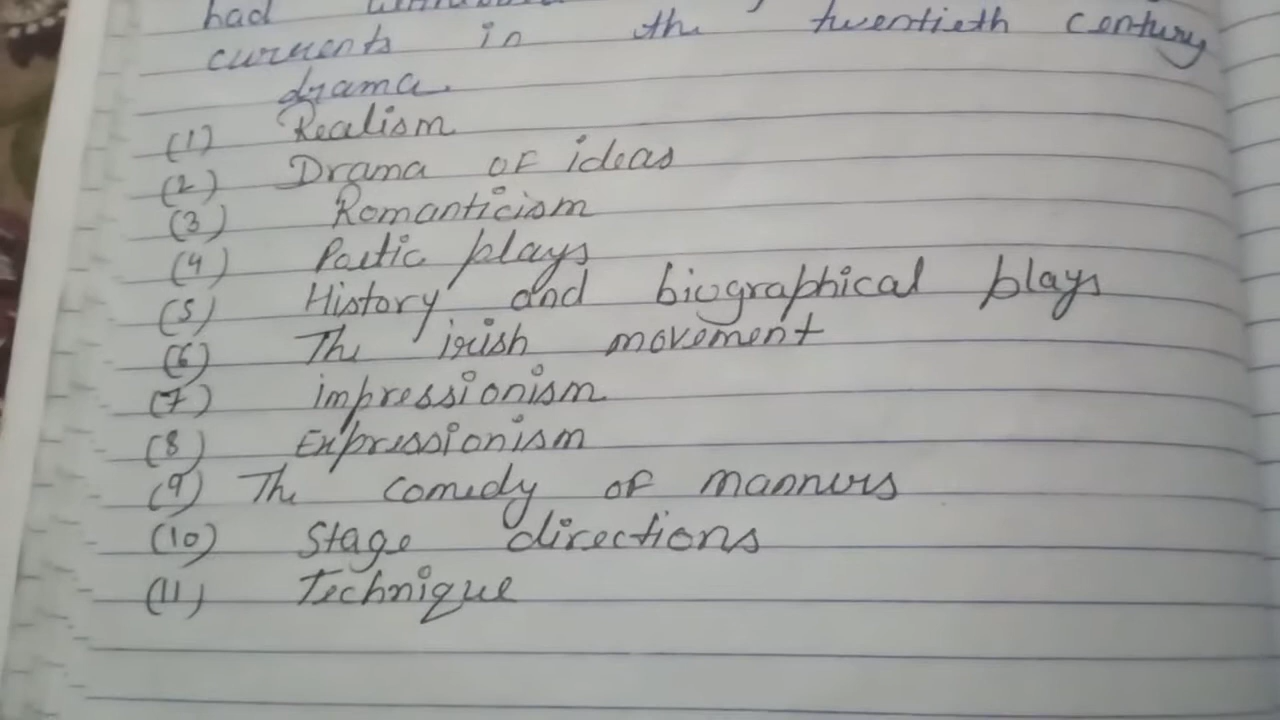 had
currents in the twentieth century
drama.
(1) Realism
(2) Drama of ideas
(3) Romanticism
(4) Poetic plays
(5) History and biographical plays
(6) The irish movement
(7) impressionism
(8) Expressionism
(9) The comedy of manners
(10) Stage directions
(11) Technique